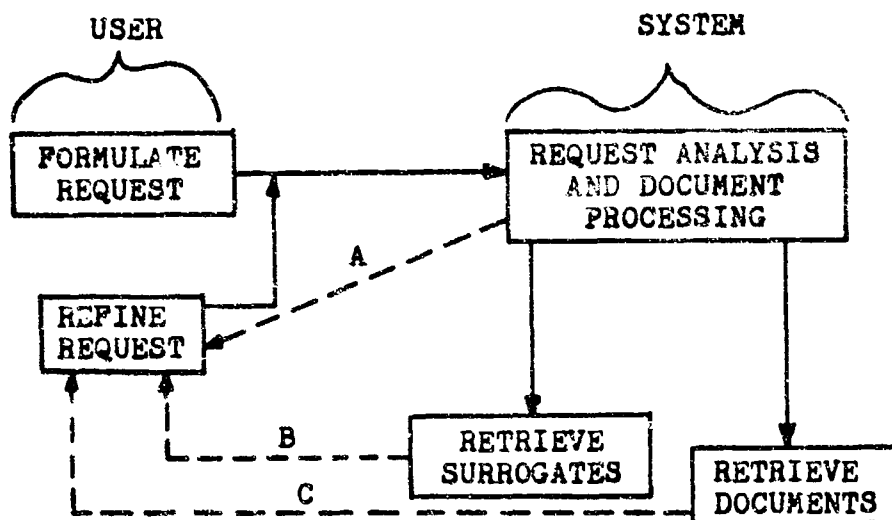 USER
SYSTEM
FORMULATE
REQUEST
REQUEST ANALYSIS
AND DOCUMENT
PROCESSING
A
REFINE
REQUEST
B
RETRIEVE
SURROGATES
C
RETRIEVE
DOCUMENTS